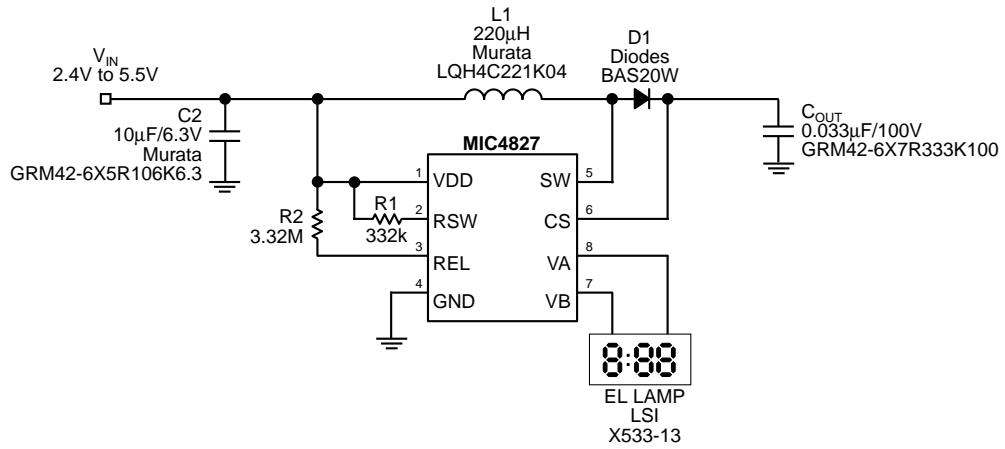 L1
220µH
Murata
LQH4C221K04
D1
Diodes
BAS20W
VIN
2.4V to 5.5V
C2
10µF/6.3V
Murata
GRM42-6X5R106K6.3
COUT
0.033µF/100V
GRM42-6X7R333K100
MIC4827
1
VDD
SW
5
R1
332k
2
RSW
CS
6
R2
3.32M
3
REL
VA
8
4
GND
VB
7
8:88
EL LAMP
LSI
X533-13